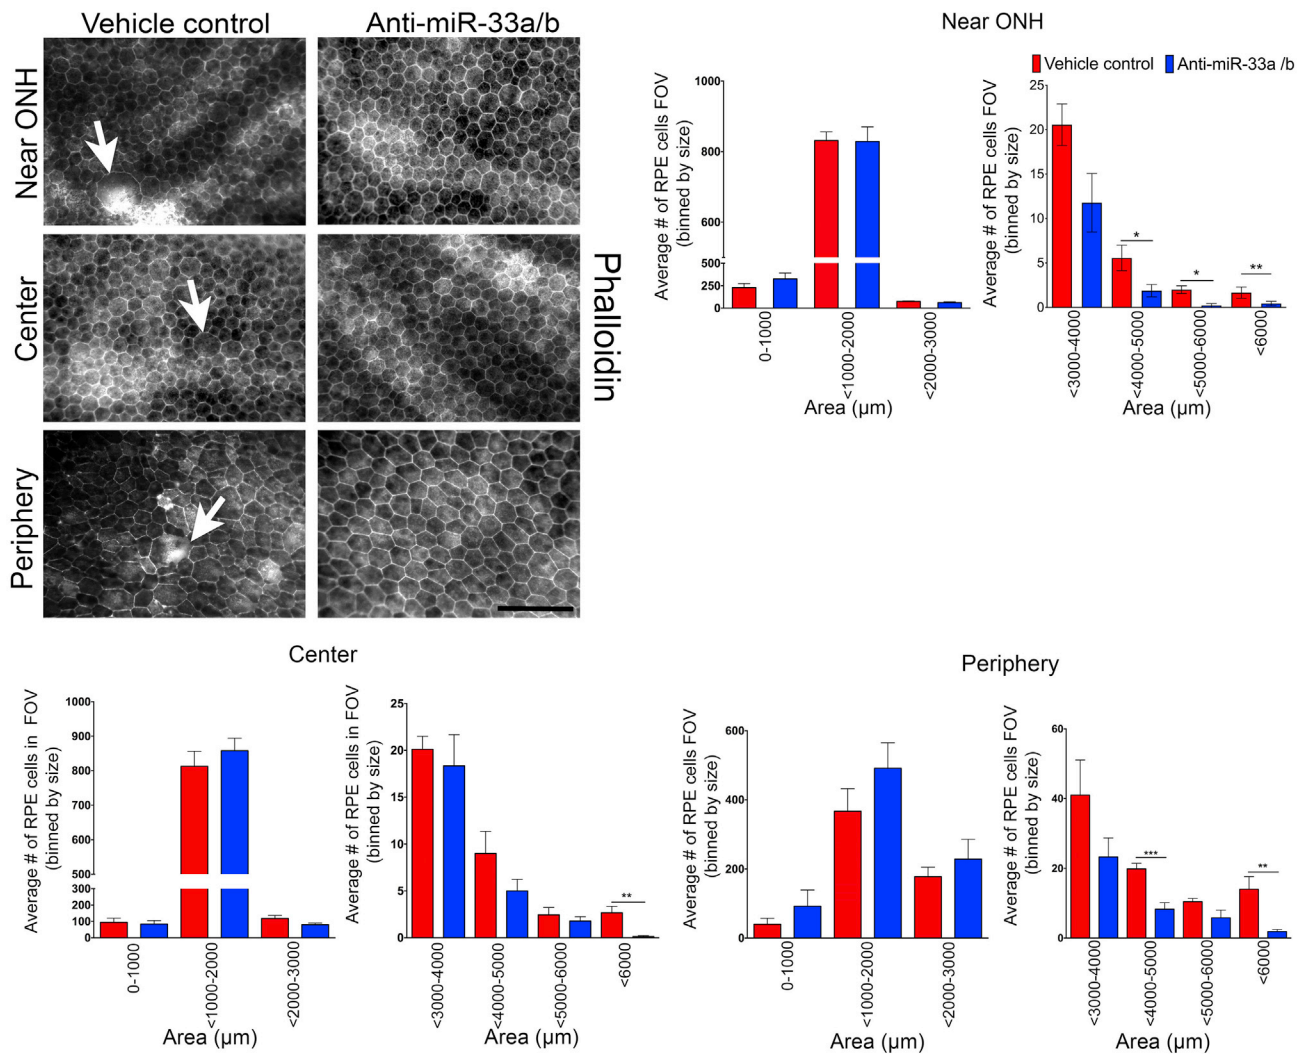 Vehicle control
Anti-miR-33a/b
Near ONH
Center
Periphery
Phalloidin
Near ONH
Vehicle control
Anti-miR-33a /b
Average # of RPE cells FOV
(binned by size)
1000
800
600
500
250
0
0-1000
<1000-2000
<2000-3000
Area (µm)
Average # of RPE cells FOV
(binned by size)
25
20
15
10
5
0
*
*
**
<3000-4000
<4000-5000
<5000-6000
<6000
Area (µm)
Center
Average # of RPE cells in FOV
(binned by size)
1000
900
800
700
600
500
300
200
100
0
0-1000
<1000-2000
<2000-3000
Area (µm)
Average # of RPE cells in FOV
(binned by size)
25
20
15
10
5
0
**
<3000-4000
<4000-5000
<5000-6000
<6000
Area (µm)
Periphery
Average # of RPE cells FOV
(binned by size)
600
400
200
0
0-1000
<1000-2000
<2000-3000
Area (µm)
Average # of RPE cells FOV
(binned by size)
60
40
20
0
***
**
<3000-4000
<4000-5000
<5000-6000
<6000
Area (µm)